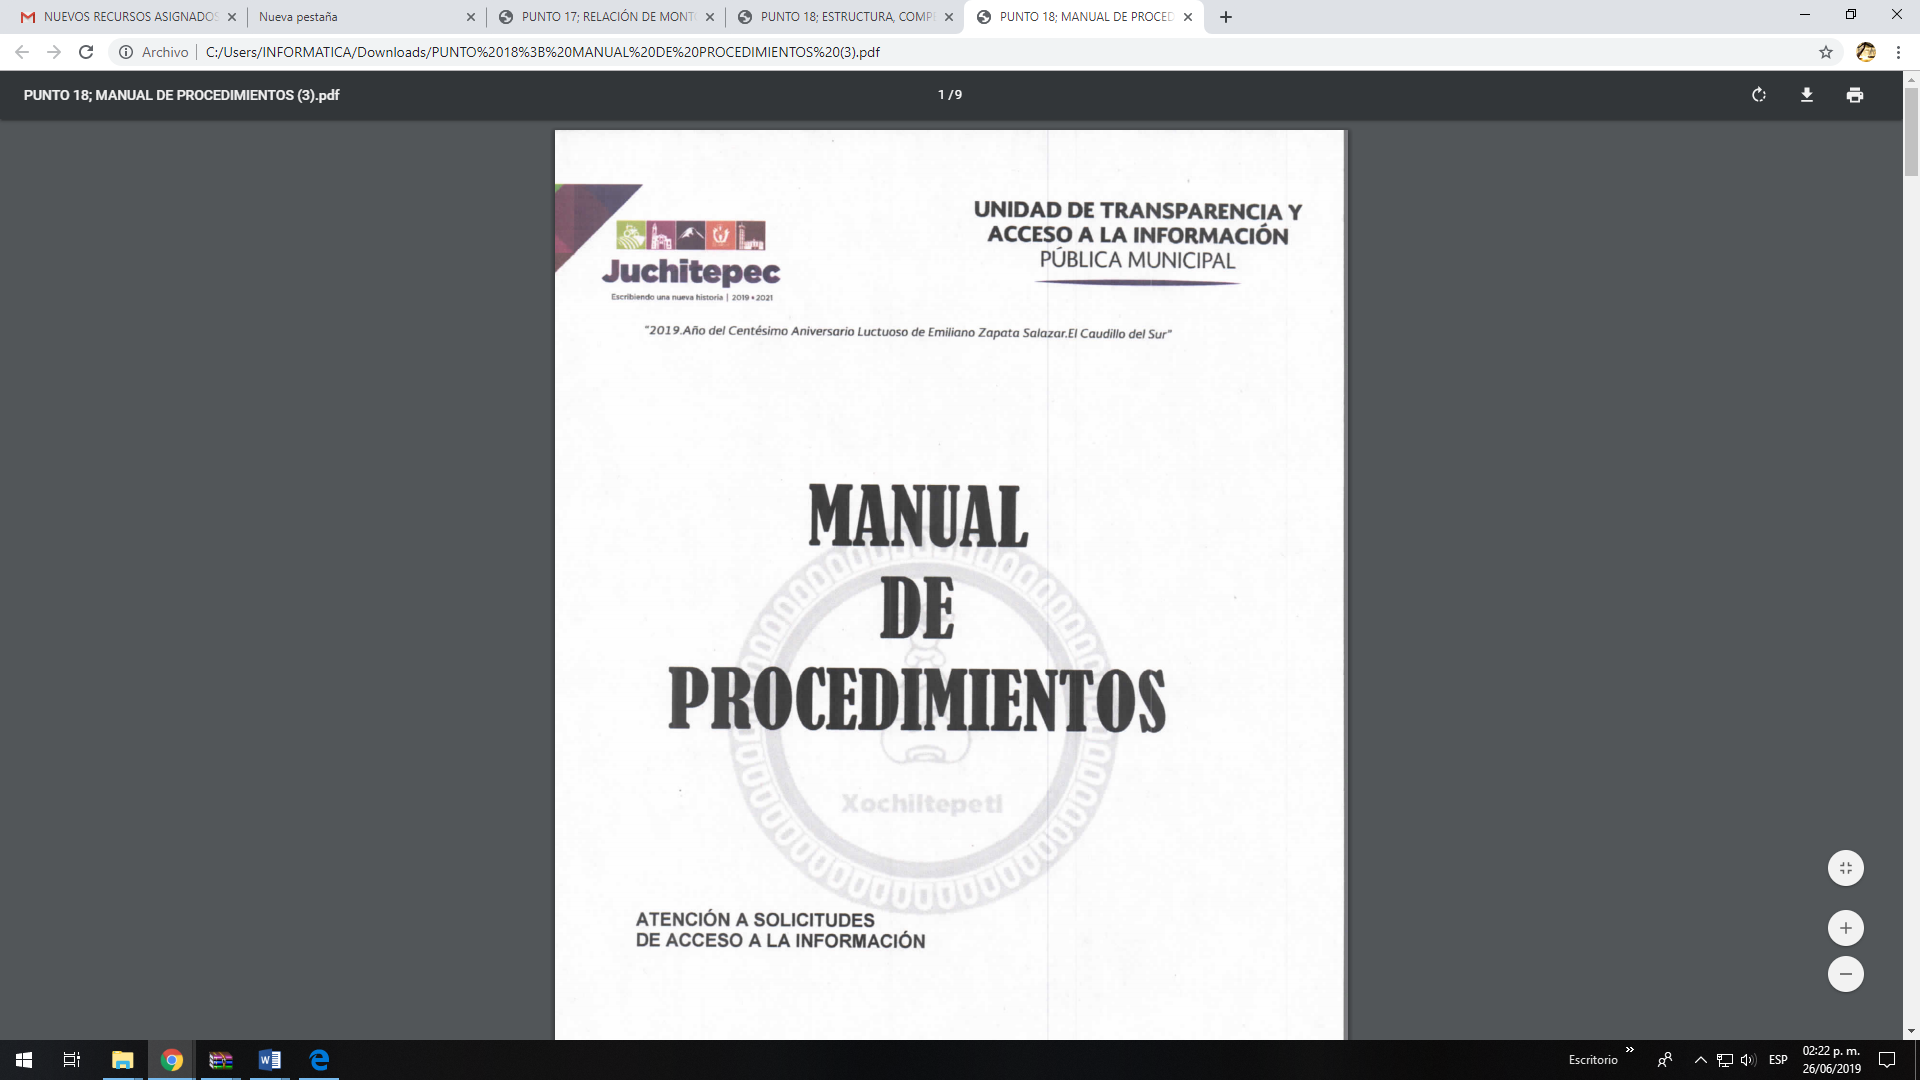 NUEVOS RECURSOS ASIGNADOS
Nueva pestaña
PUNTO 17; RELACIÓN DE MONT
PUNTO 18; ESTRUCTURA, COMPE
PUNTO 18; MANUAL DE PROCED
Archivo
C:/Users/INFORMATICA/Downloads/PUNTO%2018%3B%20MANUAL%20DE%20PROCEDIMIENTOS%20(3).pdf
PUNTO 18; MANUAL DE PROCEDIMIENTOS (3).pdf
1 / 9
Juchitepec
Escribiendo una nueva historia | 2019 • 2021
UNIDAD DE TRANSPARENCIA Y
ACCESO A LA INFORMACIÓN
PÚBLICA MUNICIPAL
"2019.Año del Centésimo Aniversario Luctuoso de Emiliano Zapata Salazar.El Caudillo del Sur"
MANUAL
DE
PROCEDIMIENTOS
Xochiltepetl
ATENCIÓN A SOLICITUDES
DE ACCESO A LA INFORMACIÓN
Escritorio
ESP
02:22 p. m.
26/06/2019